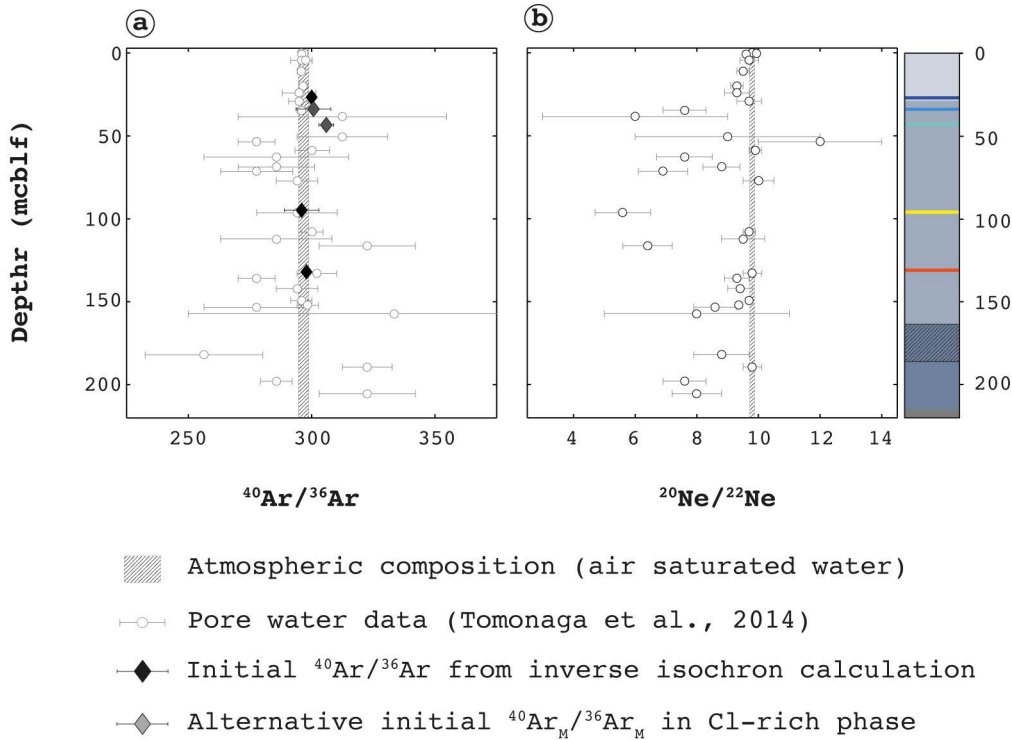 a
b
0
50
100
150
200
Depthr (mcblf)
250 300 350
4 6 8 10 12 14
0
50
100
150
200
⁴⁰Ar/³⁶Ar
²⁰Ne/²²Ne
Atmospheric composition (air saturated water)
Pore water data (Tomonaga et al., 2014)
Initial ⁴⁰Ar/³⁶Ar from inverse isochron calculation
Alternative initial ⁴⁰Ar_M/³⁶Ar_M in Cl-rich phase